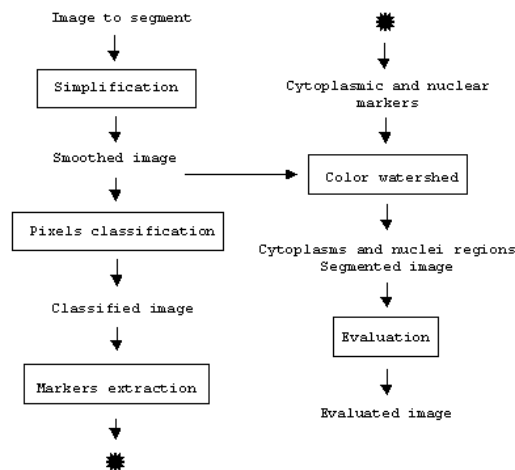 Image to segment
Simplification
Smoothed image
Pixels classification
Classified image
Markers extraction
Cytoplasmic and nuclear
markers
Color watershed
Cytoplasms and nuclei regions
Segmented image
Evaluation
Evaluated image